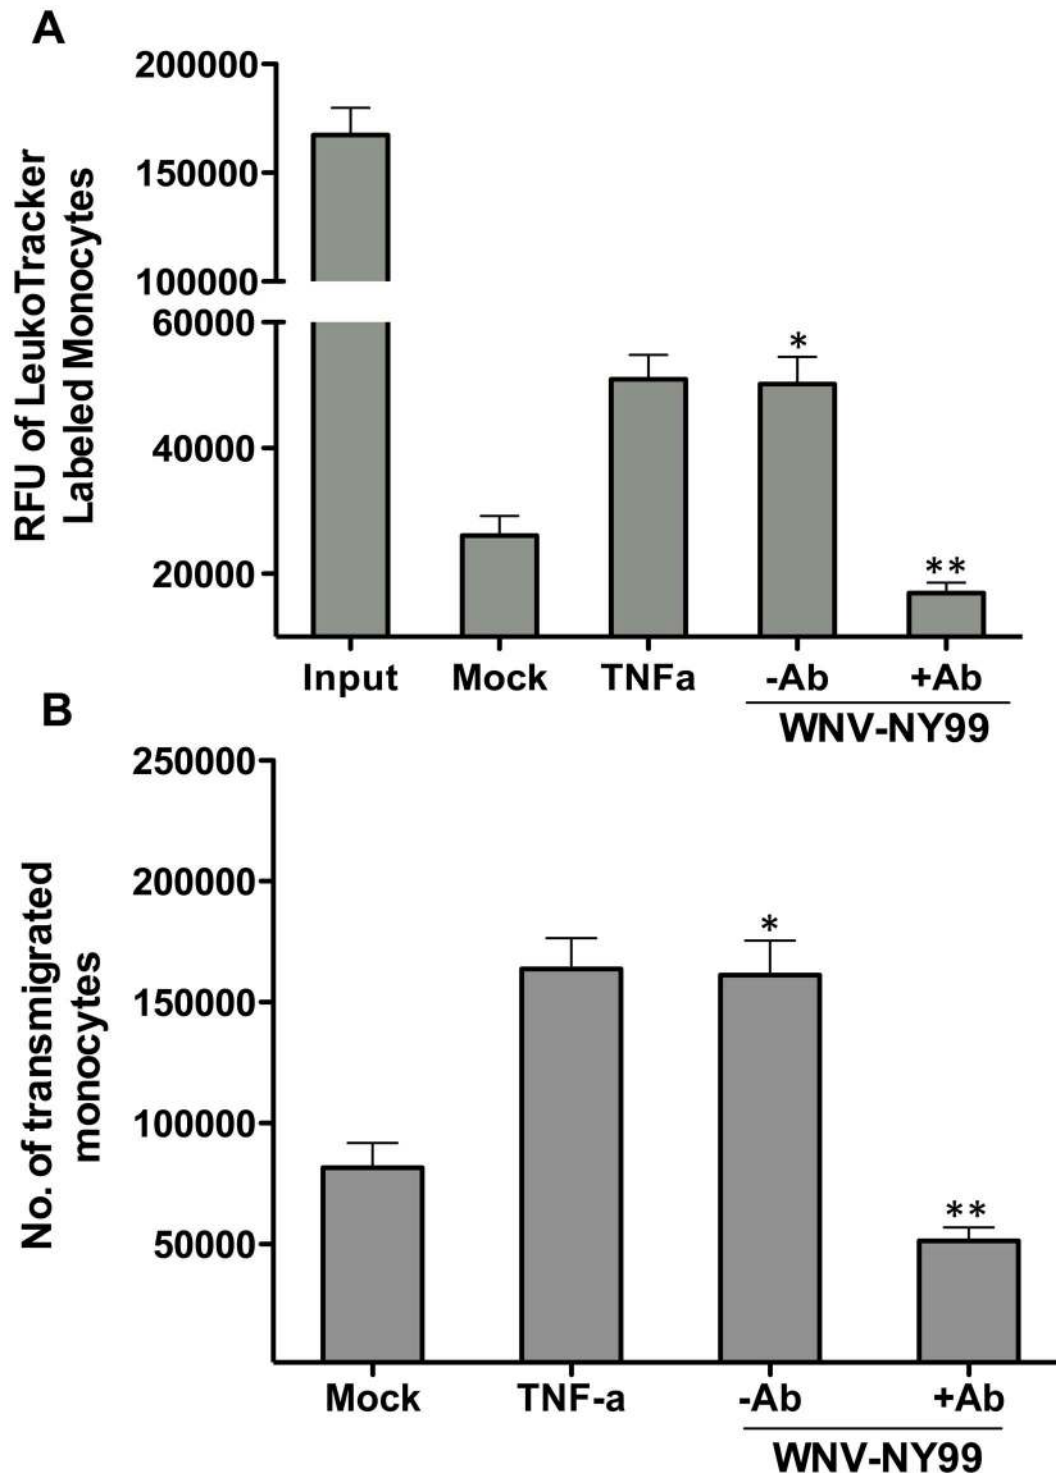 A
RFU of LeukoTracker
Labeled Monocytes
200000
150000
100000
60000
40000
20000
*
**
Input Mock TNFa -Ab +Ab
WNV-NY99
B
No. of transmigrated
monocytes
250000
200000
150000
100000
50000
*
**
Mock TNF-a -Ab +Ab
WNV-NY99